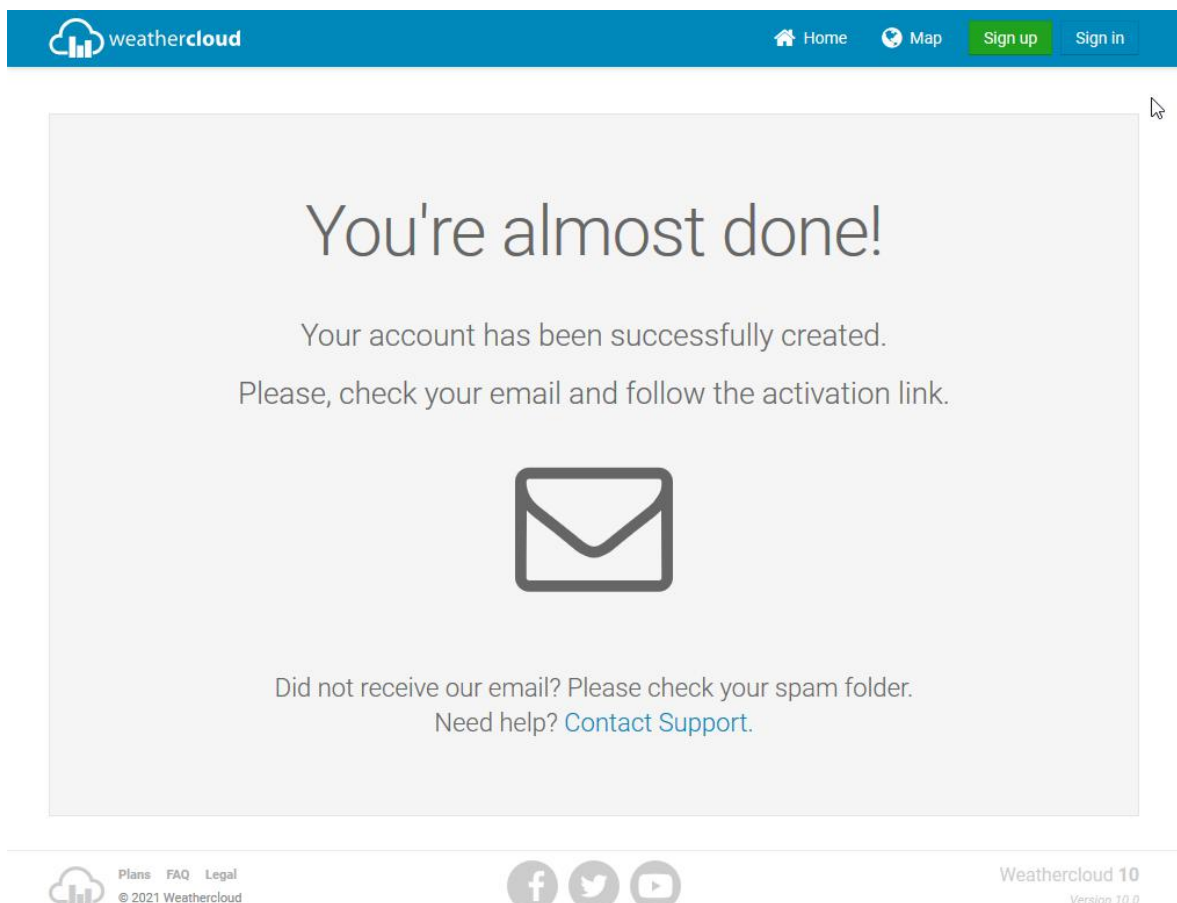 weathercloud
Home Map Sign up Sign in
You're almost done!
Your account has been successfully created.
Please, check your email and follow the activation link.
Did not receive our email? Please check your spam folder.
Need help? Contact Support.
Plans FAQ Legal
© 2021 Weathercloud
Weathercloud 10
Version 10.0